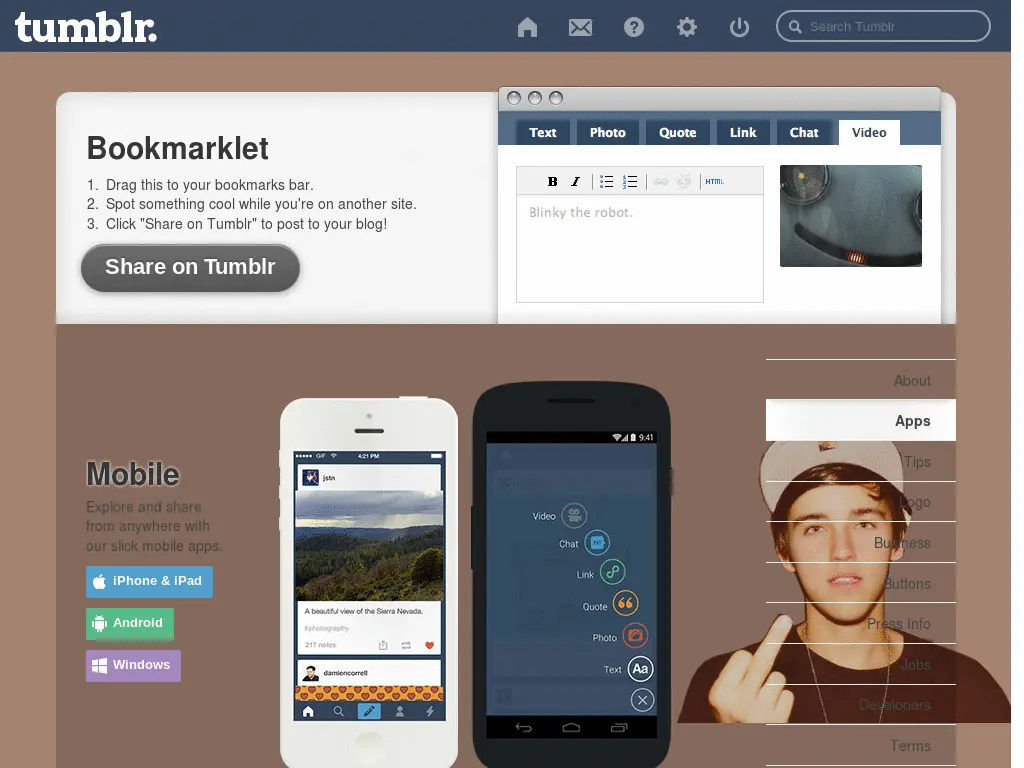 tumblr.
Search Tumblr
Bookmarklet
1. Drag this to your bookmarks bar.
2. Spot something cool while you're on another site.
3. Click "Share on Tumblr" to post to your blog!
Share on Tumblr
Text Photo Quote Link Chat Video
B I HTML
Blinky the robot.
Mobile
Explore and share
from anywhere with
our slick mobile apps.
iPhone & iPad
Android
Windows
GIF 4:21 PM
jstn
A beautiful view of the Sierra Nevada.
#photography
217 notes
damiencorrell
9:41
Video
Chat
Link
Quote
Photo
Text Aa
About
Apps
Tips
Logo
Business
Buttons
Press Info
Jobs
Developers
Terms